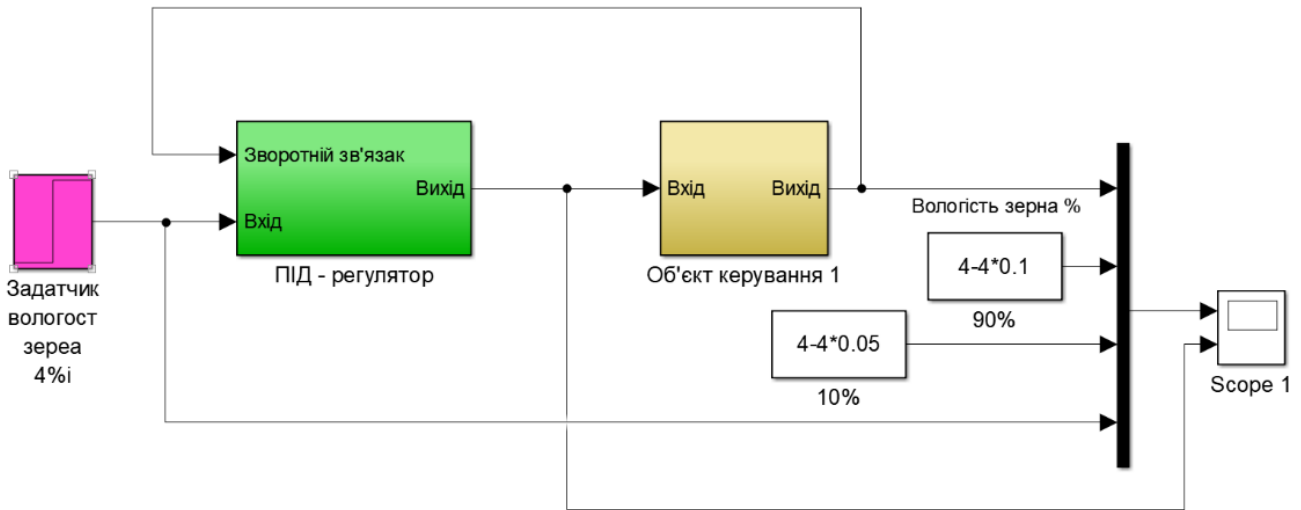 Зворотній зв'язак
Вихід
Вхід
ПІД - регулятор
Вхід
Вихід
Об'єкт керування 1
Вологість зерна %
4-4*0.1
90%
4-4*0.05
10%
Задатчик
вологост
зереа
4%i
Scope 1